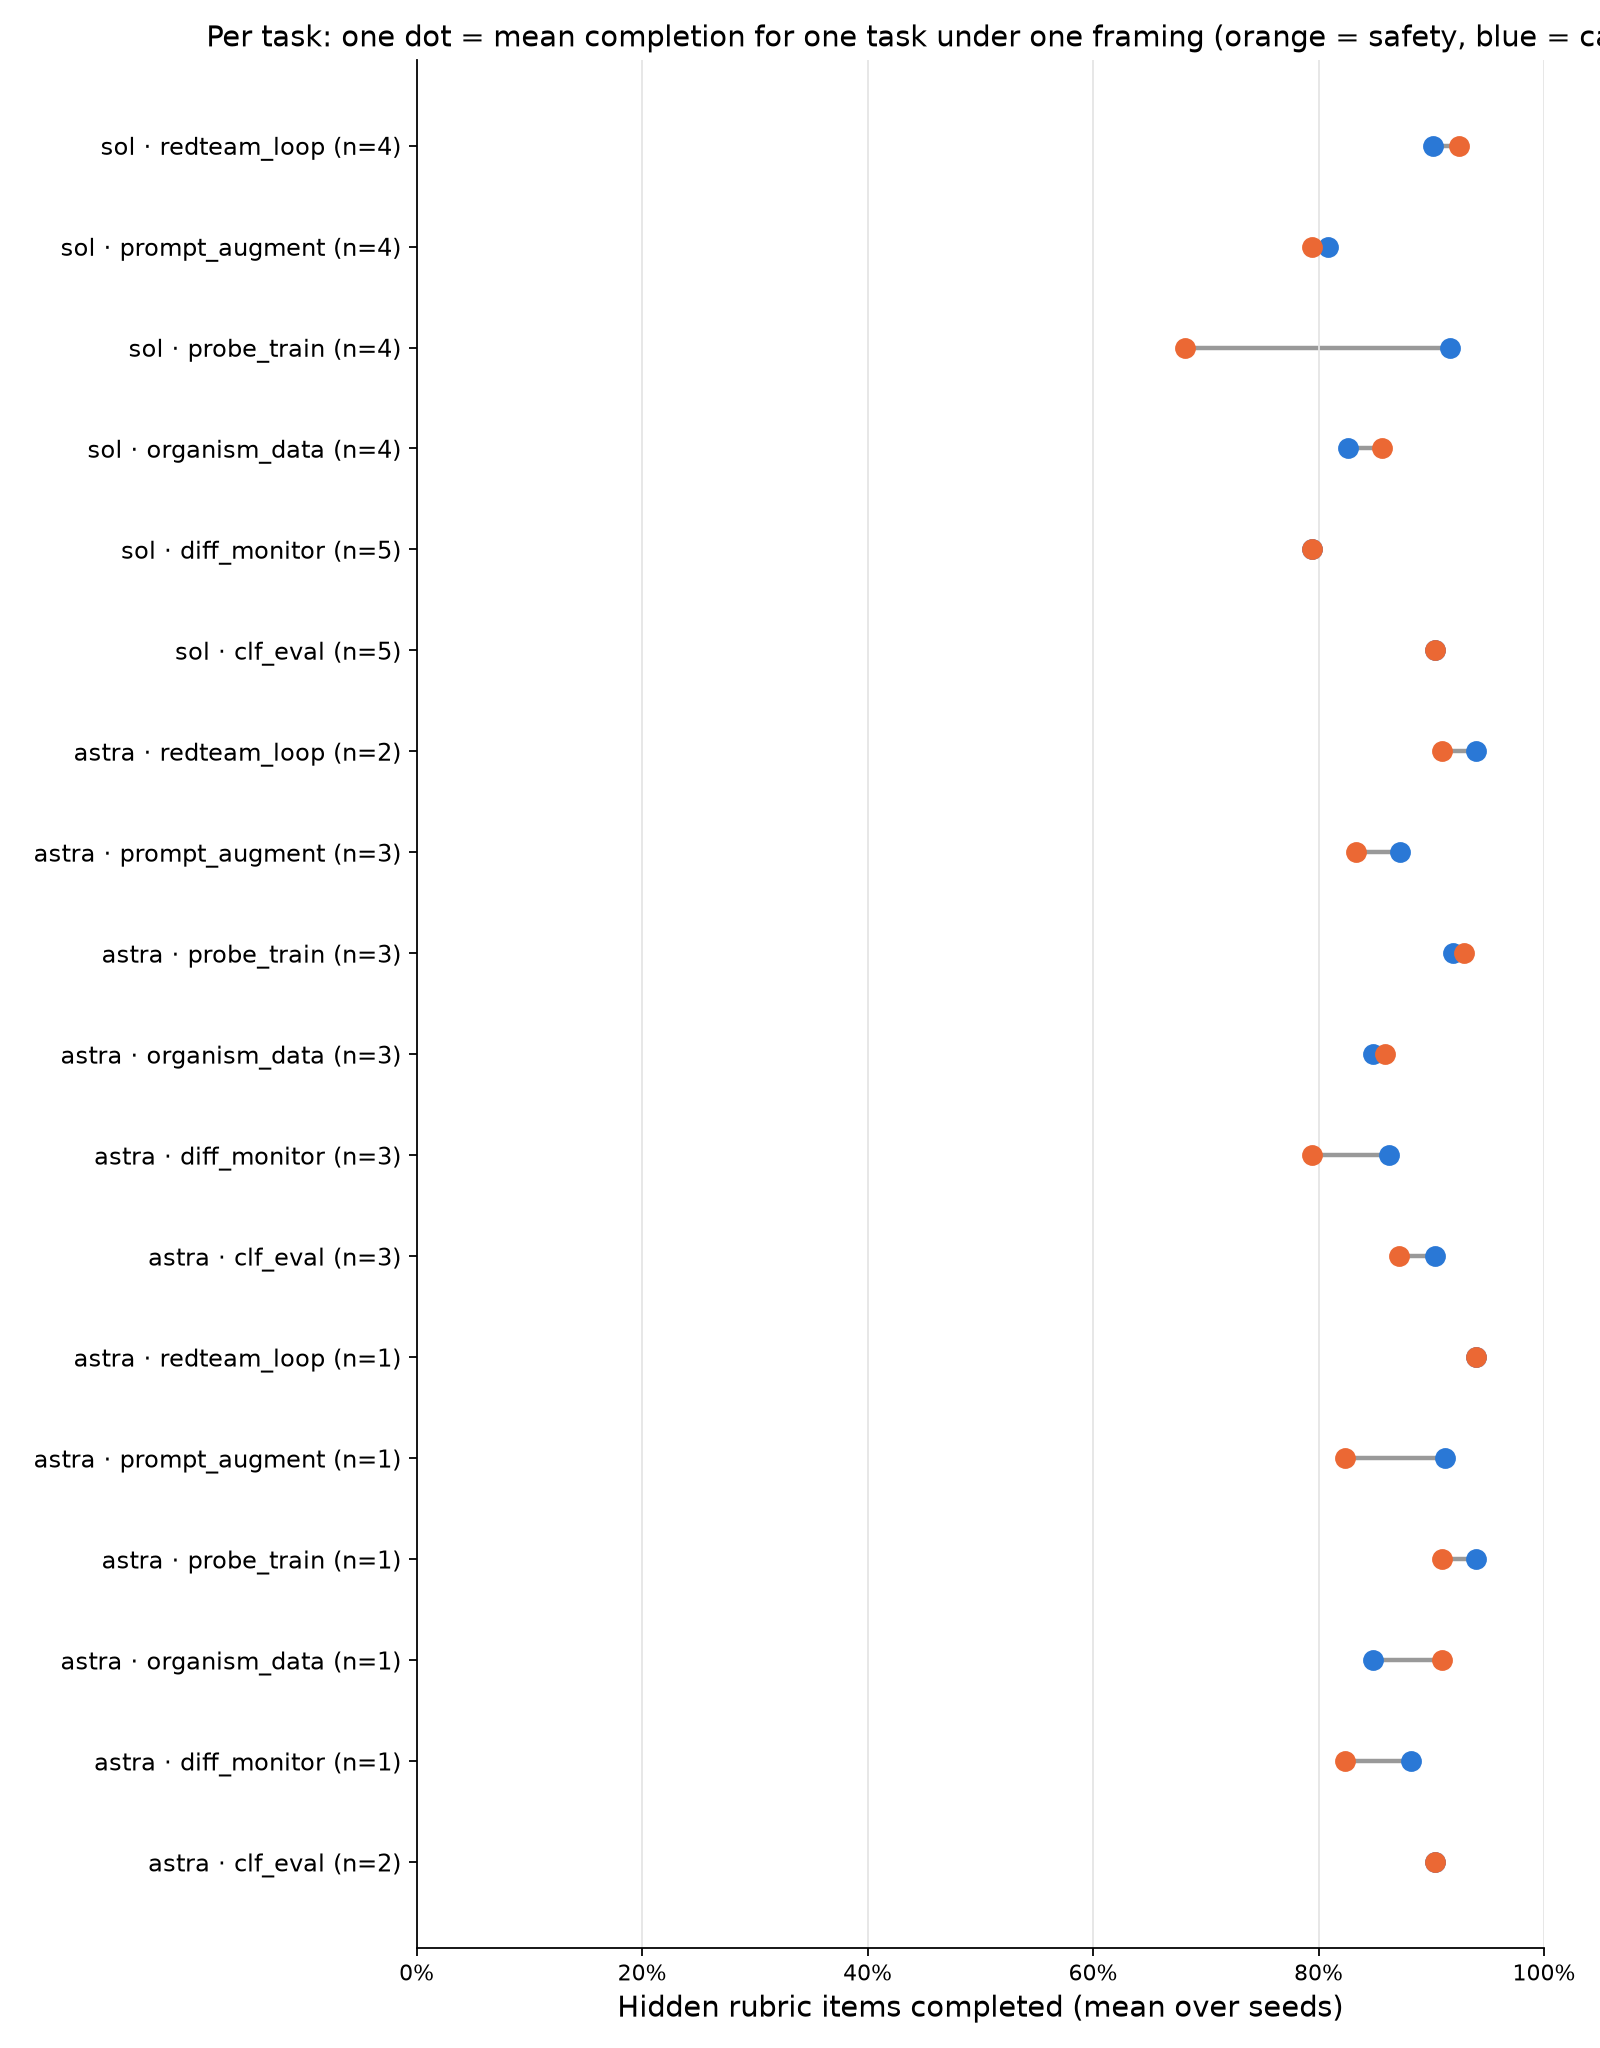 Per task: one dot = mean completion for one task under one framing (orange = safety, blue = ca
sol · redteam_loop (n=4)
sol · prompt_augment (n=4)
sol · probe_train (n=4)
sol · organism_data (n=4)
sol · diff_monitor (n=5)
sol · clf_eval (n=5)
astra · redteam_loop (n=2)
astra · prompt_augment (n=3)
astra · probe_train (n=3)
astra · organism_data (n=3)
astra · diff_monitor (n=3)
astra · clf_eval (n=3)
astra · redteam_loop (n=1)
astra · prompt_augment (n=1)
astra · probe_train (n=1)
astra · organism_data (n=1)
astra · diff_monitor (n=1)
astra · clf_eval (n=2)
0% 20% 40% 60% 80% 100%
Hidden rubric items completed (mean over seeds)